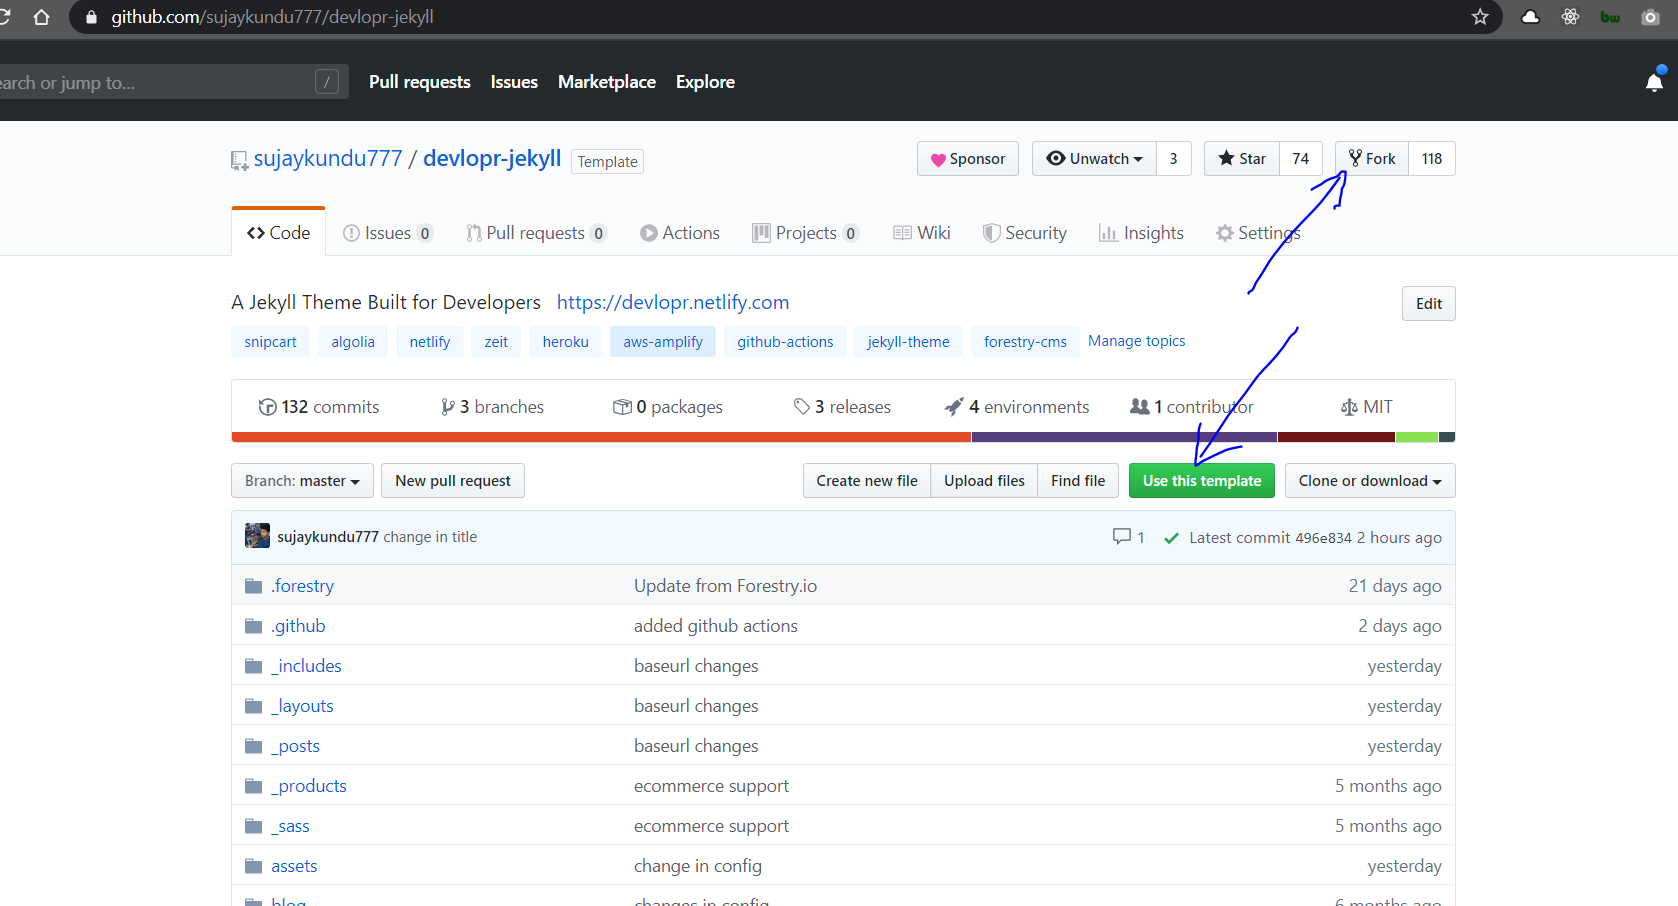 github.com/sujaykundu777/devlopr-jekyll
earch or jump to... / Pull requests Issues Marketplace Explore
sujaykundu777 / devlopr-jekyll Template Sponsor Unwatch 3 Star 74 Fork 118
Code Issues 0 Pull requests 0 Actions Projects 0 Wiki Security Insights Settings
A Jekyll Theme Built for Developers https://devlopr.netlify.com Edit
snipcart algolia netlify zeit heroku aws-amplify github-actions jekyll-theme forestry-cms Manage topics
132 commits 3 branches 0 packages 3 releases 4 environments 1 contributor MIT
Branch: master New pull request Create new file Upload files Find file Use this template Clone or download
sujaykundu777 change in title 1 Latest commit 496e834 2 hours ago
.forestry Update from Forestry.io 21 days ago
.github added github actions 2 days ago
_includes baseurl changes yesterday
_layouts baseurl changes yesterday
_posts baseurl changes yesterday
_products ecommerce support 5 months ago
_sass ecommerce support 5 months ago
assets change in config yesterday
blog changes in config 6 months ago
bw